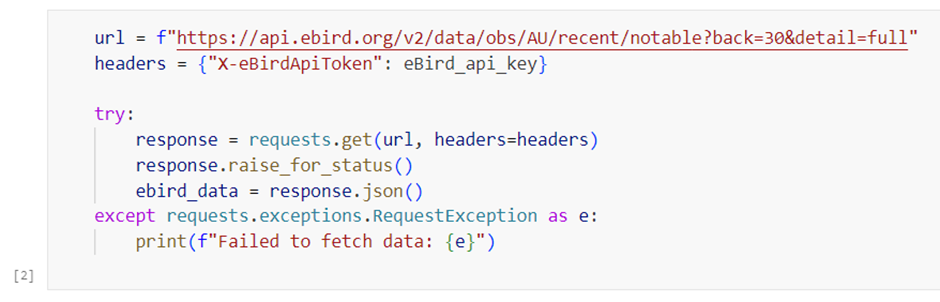 url = f"https://api.ebird.org/v2/data/obs/AU/recent/notable?back=30&detail=full"
headers = {"X-eBirdApiToken": eBird_api_key}
try:
    response = requests.get(url, headers=headers)
    response.raise_for_status()
    ebird_data = response.json()
except requests.exceptions.RequestException as e:
    print(f"Failed to fetch data: {e}")
[2]